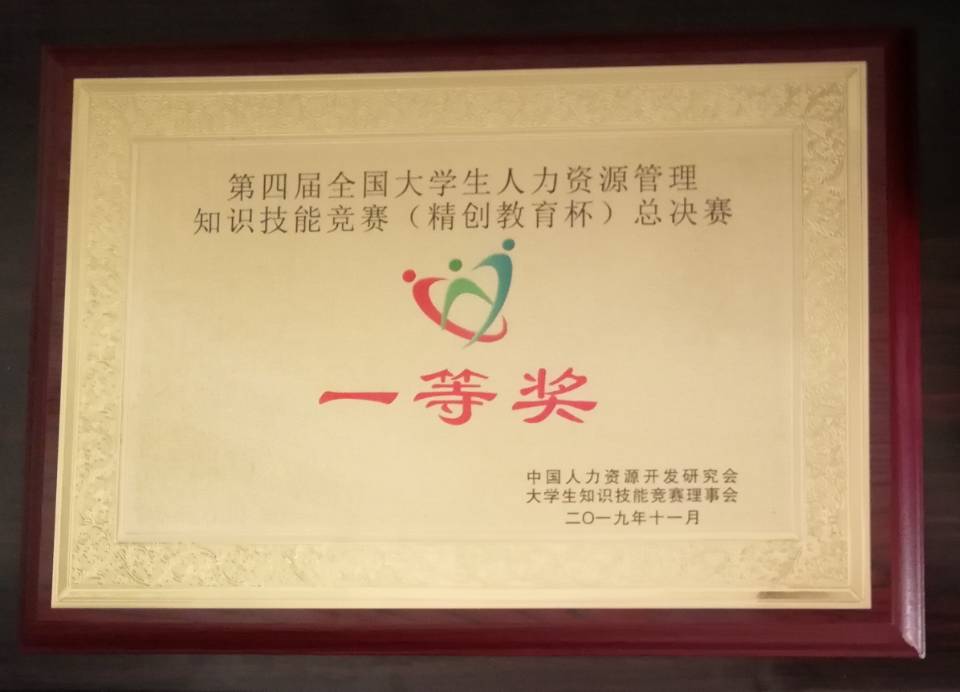 第四届全国大学生人力资源管理
知识技能竞赛（精创教育杯）总决赛
一等奖
中国人力资源开发研究会
大学生知识技能竞赛理事会
二〇一九年十一月